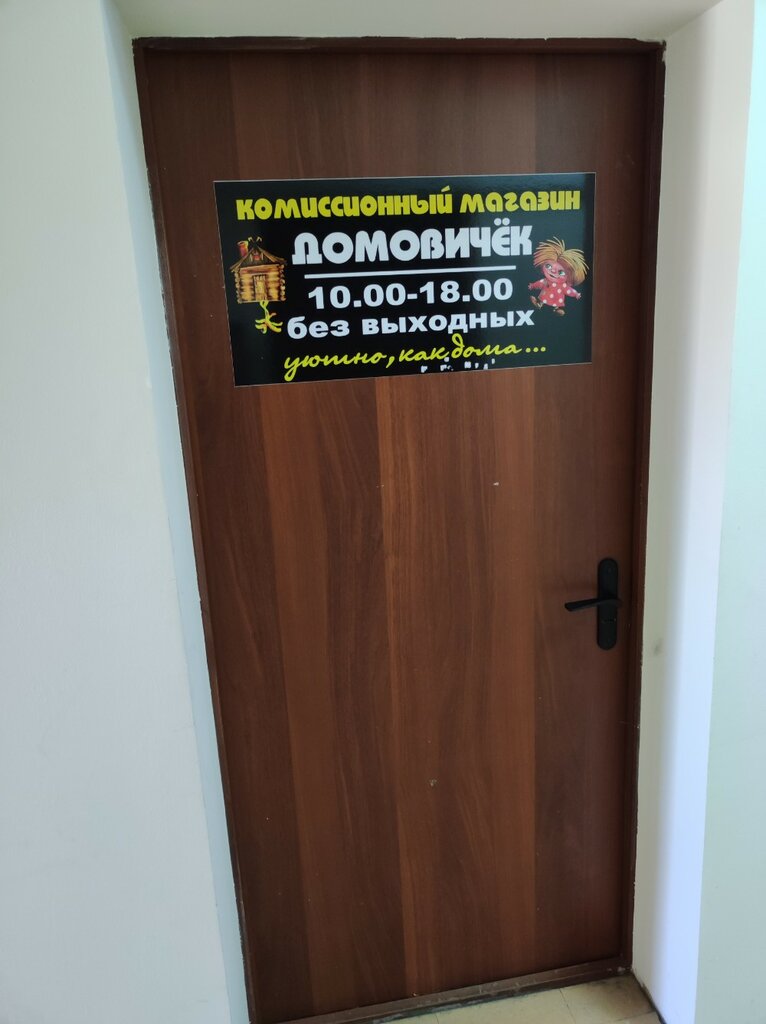 комиссионный магазин
ДОМОВИЧЁК
10.00-18.00
без выходных
уютно, как дома...